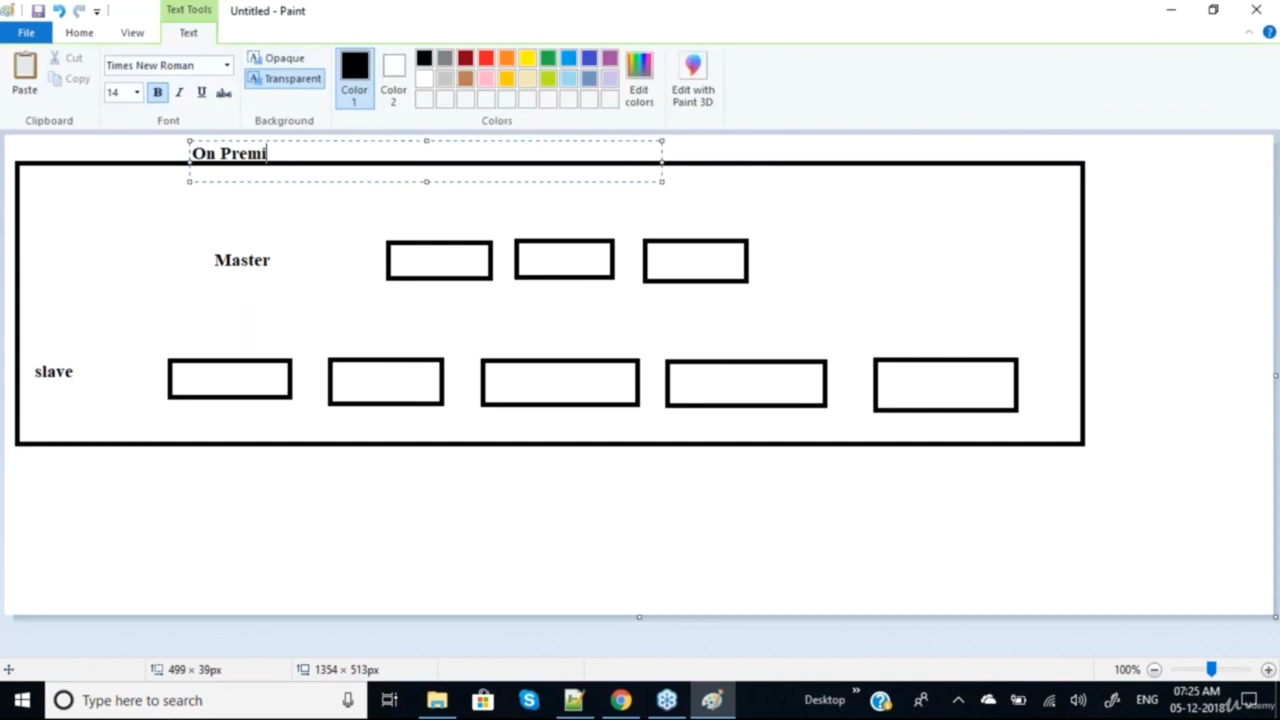 Text Tools
Untitled - Paint
File
Home
View
Text
Paste
Cut
Copy
Clipboard
Times New Roman
14
B
I
U
abc
Font
Opaque
Transparent
Background
Color 1
Color 2
Edit colors
Edit with Paint 3D
Colors
On Premi
Master
slave
499 × 39px
1354 × 513px
100%
Type here to search
Desktop
ENG
07:25 AM
05-12-2018
Udemy